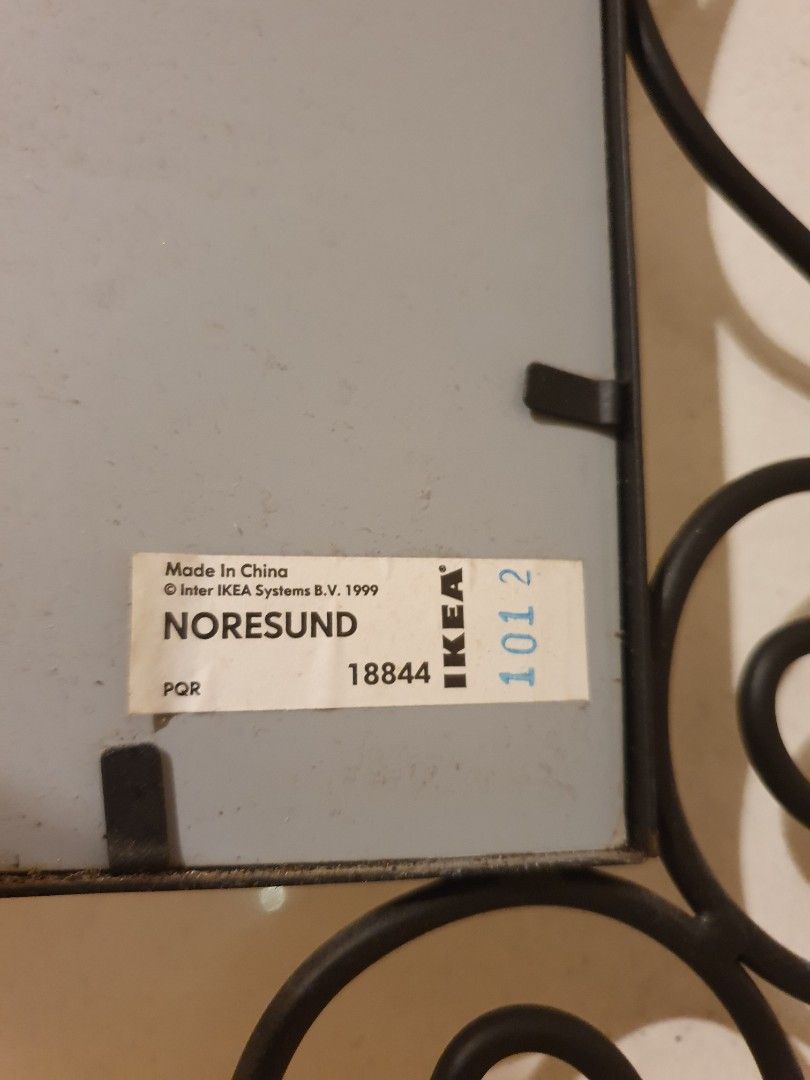 Made In China
© Inter IKEA Systems B.V. 1999
NORESUND
18844
PQR
IKEA®
1012